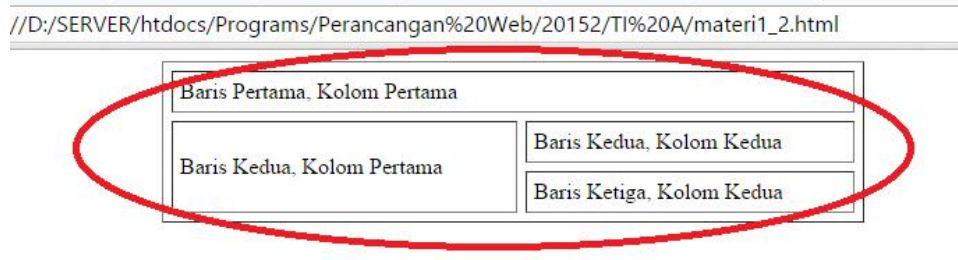 //D:/SERVER/htdocs/Programs/Perancangan%20Web/20152/TI%20A/materi1_2.html
Baris Pertama, Kolom Pertama
Baris Kedua, Kolom Pertama
Baris Kedua, Kolom Kedua
Baris Ketiga, Kolom Kedua